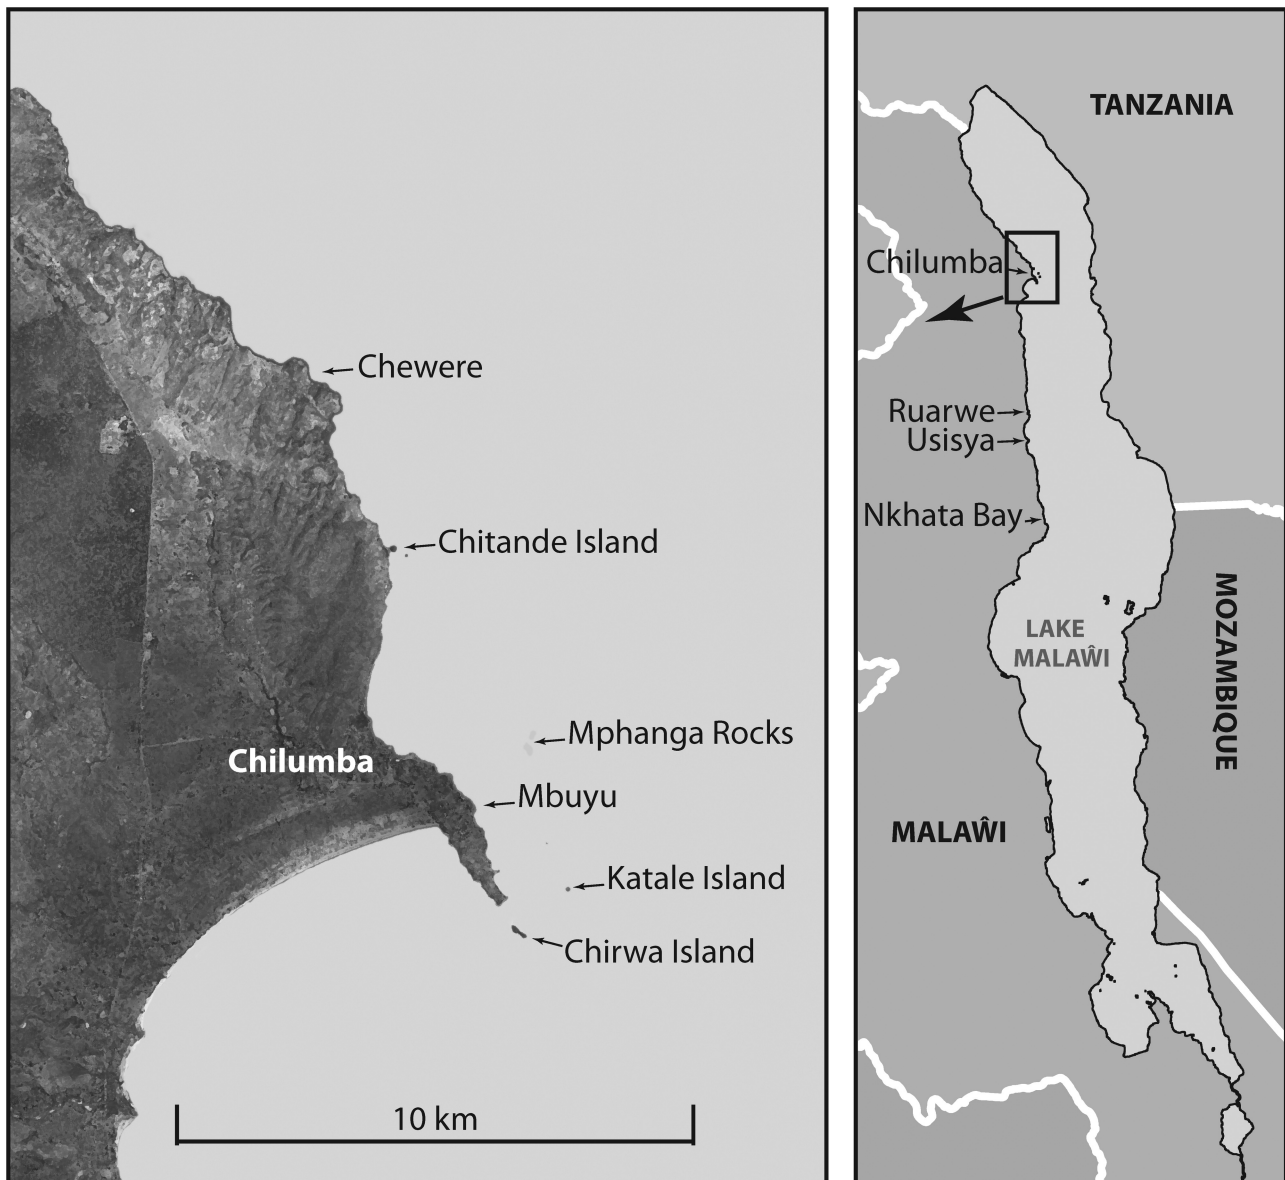 Chewere
Chitande Island
Mphanga Rocks
Chilumba
Mbuyu
Katale Island
Chirwa Island
10 km
TANZANIA
Chilumba
Ruarwe
Usisya
Nkhata Bay
LAKE
MALAŴI
MOZAMBIQUE
MALAŴI